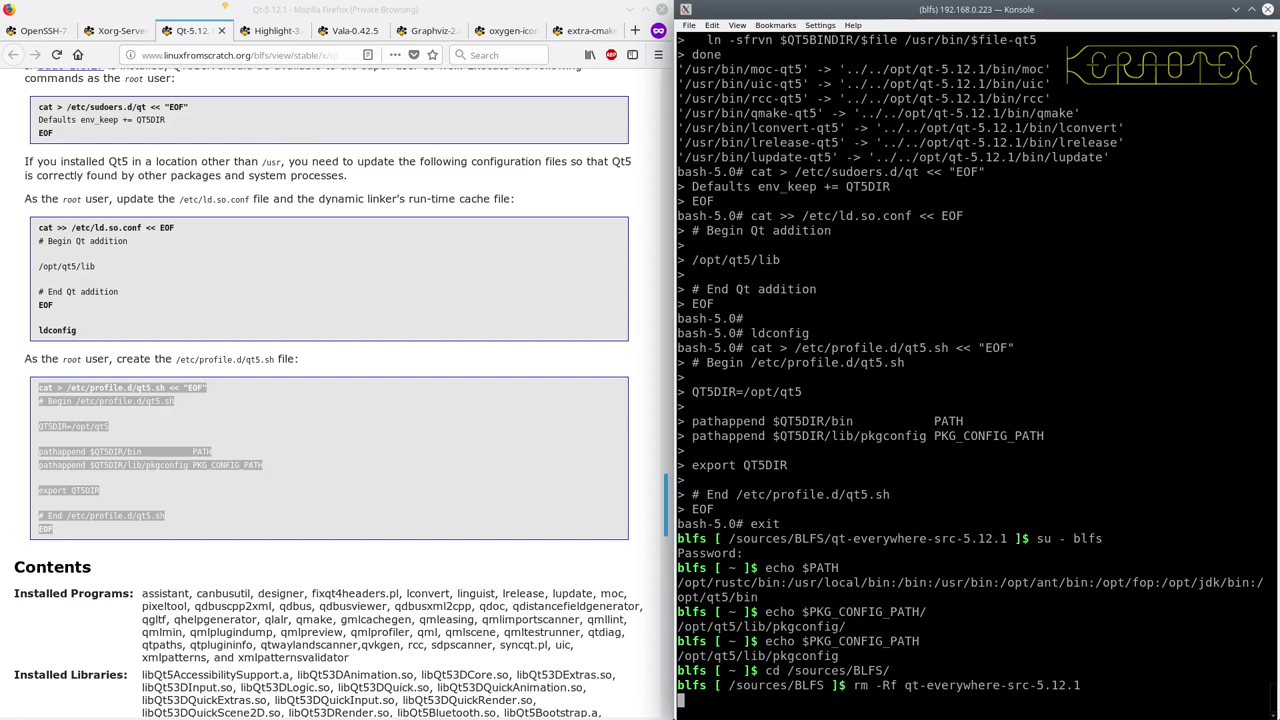 Qt-5.12.1 - Mozilla Firefox (Private Browsing)
OpenSSH-7
Xorg-Server
Qt-5.12.1
Highlight-3.
Vala-0.42.5
Graphviz-2.4
oxygen-icon
extra-cmake
www.linuxfromscratch.org/blfs/view/stable/x/q
Search
commands as the root user:
cat > /etc/sudoers.d/qt << "EOF"
Defaults env_keep += QT5DIR
EOF
If you installed Qt5 in a location other than /usr, you need to update the following configuration files so that Qt5
is correctly found by other packages and system processes.
As the root user, update the /etc/ld.so.conf file and the dynamic linker's run-time cache file:
cat >> /etc/ld.so.conf << EOF
# Begin Qt addition
/opt/qt5/lib
# End Qt addition
EOF
ldconfig
As the root user, create the /etc/profile.d/qt5.sh file:
cat > /etc/profile.d/qt5.sh << "EOF"
# Begin /etc/profile.d/qt5.sh
QT5DIR=/opt/qt5
pathappend $QT5DIR/bin           PATH
pathappend $QT5DIR/lib/pkgconfig PKG_CONFIG_PATH
export QT5DIR
# End /etc/profile.d/qt5.sh
EOF
Contents
Installed Programs: assistant, canbusutil, designer, fixqt4headers.pl, lconvert, linguist, lrelease, lupdate, moc,
pixeltool, qdbuscpp2xml, qdbus, qdbusviewer, qdbusxml2cpp, qdoc, qdistancefieldgenerator,
qgltf, qhelpgenerator, qlalr, qmake, qmlcachegen, qmleasing, qmlimportscanner, qmllint,
qmlmin, qmlplugindump, qmlpreview, qmlprofiler, qml, qmlscene, qmltestrunner, qtdiag,
qtpaths, qtplugininfo, qtwaylandscanner,qvkgen, rcc, sdpscanner, syncqt.pl, uic,
xmlpatterns, and xmlpatternsvalidator
Installed Libraries: libQt5AccessibilitySupport.a, libQt53DAnimation.so, libQt53DCore.so, libQt53DExtras.so,
libQt53DInput.so, libQt53DLogic.so, libQt53DQuick.so, libQt53DQuickAnimation.so,
libQt53DQuickExtras.so, libQt53DQuickInput.so, libQt53DQuickRender.so,
libQt53DQuickScene2D.so, libQt53DRender.so, libQt5Bluetooth.so, libQt5Bootstrap.a,
(blfs) 192.168.0.223 — Konsole
File Edit View Bookmarks Settings Help
KERAOTEX
>   ln -sfrvn $QT5BINDIR/$file /usr/bin/$file-qt5
> done
'/usr/bin/moc-qt5' -> '../../opt/qt-5.12.1/bin/moc'
'/usr/bin/uic-qt5' -> '../../opt/qt-5.12.1/bin/uic'
'/usr/bin/rcc-qt5' -> '../../opt/qt-5.12.1/bin/rcc'
'/usr/bin/qmake-qt5' -> '../../opt/qt-5.12.1/bin/qmake'
'/usr/bin/lconvert-qt5' -> '../../opt/qt-5.12.1/bin/lconvert'
'/usr/bin/lrelease-qt5' -> '../../opt/qt-5.12.1/bin/lrelease'
'/usr/bin/lupdate-qt5' -> '../../opt/qt-5.12.1/bin/lupdate'
bash-5.0# cat > /etc/sudoers.d/qt << "EOF"
> Defaults env_keep += QT5DIR
> EOF
bash-5.0# cat >> /etc/ld.so.conf << EOF
> # Begin Qt addition
>
> /opt/qt5/lib
>
> # End Qt addition
> EOF
bash-5.0#
bash-5.0# ldconfig
bash-5.0# cat > /etc/profile.d/qt5.sh << "EOF"
> # Begin /etc/profile.d/qt5.sh
>
> QT5DIR=/opt/qt5
>
> pathappend $QT5DIR/bin           PATH
> pathappend $QT5DIR/lib/pkgconfig PKG_CONFIG_PATH
>
> export QT5DIR
>
> # End /etc/profile.d/qt5.sh
> EOF
bash-5.0# exit
blfs [ /sources/BLFS/qt-everywhere-src-5.12.1 ]$ su - blfs
Password:
blfs [ ~ ]$ echo $PATH
/opt/rustc/bin:/usr/local/bin:/bin:/usr/bin:/opt/ant/bin:/opt/fop:/opt/jdk/bin:/
opt/qt5/bin
blfs [ ~ ]$ echo $PKG_CONFIG_PATH/
/opt/qt5/lib/pkgconfig/
blfs [ ~ ]$ echo $PKG_CONFIG_PATH
/opt/qt5/lib/pkgconfig
blfs [ ~ ]$ cd /sources/BLFS/
blfs [ /sources/BLFS ]$ rm -Rf qt-everywhere-src-5.12.1